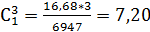 C₁³ = 16,68*3 / 6947 = 7,20